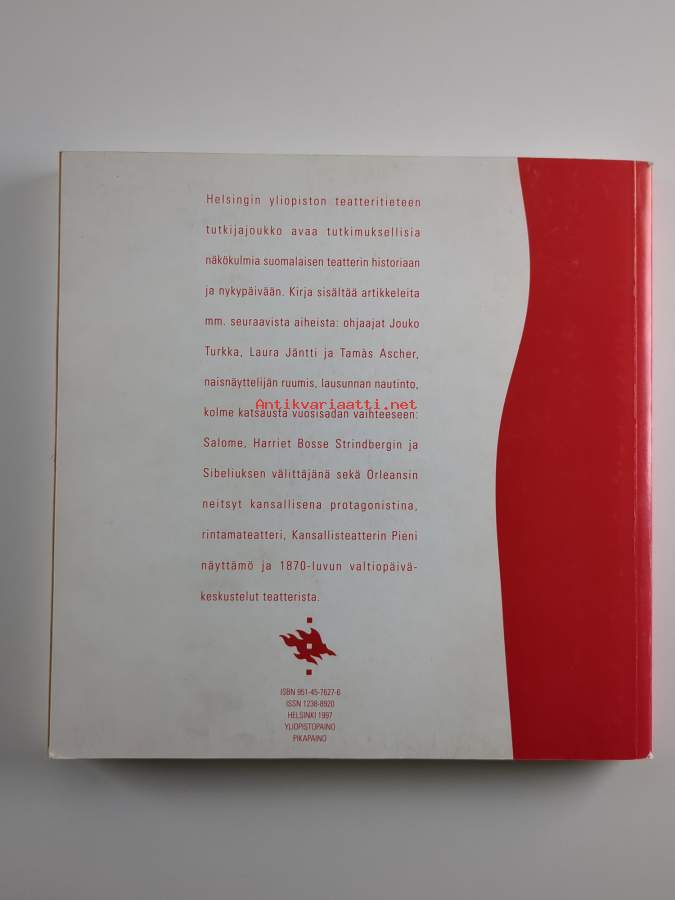 Helsingin yliopiston teatteritieteen
tutkijajoukko avaa tutkimuksellisia
näkökulmia suomalaisen teatterin historiaan
ja nykypäivään. Kirja sisältää artikkeleita
mm. seuraavista aiheista: ohjaajat Jouko
Turkka, Laura Jäntti ja Tamàs Ascher,
naisnäyttelijän ruumis, lausunnan nautinto,
Antikvariaatti.net
kolme katsausta vuosisadan vaihteeseen:
Salome, Harriet Bosse Strindbergin ja
Sibeliuksen välittäjänä sekä Orleansin
neitsyt kansallisena protagonistina,
rintamateatteri, Kansallisteatterin Pieni
näyttämö ja 1870-luvun valtiopäivä-
keskustelut teatterista.
ISBN 951-45-7627-6
ISSN 1238-8920
HELSINKI 1997
YLIOPISTOPAINO
PIKAPAINO